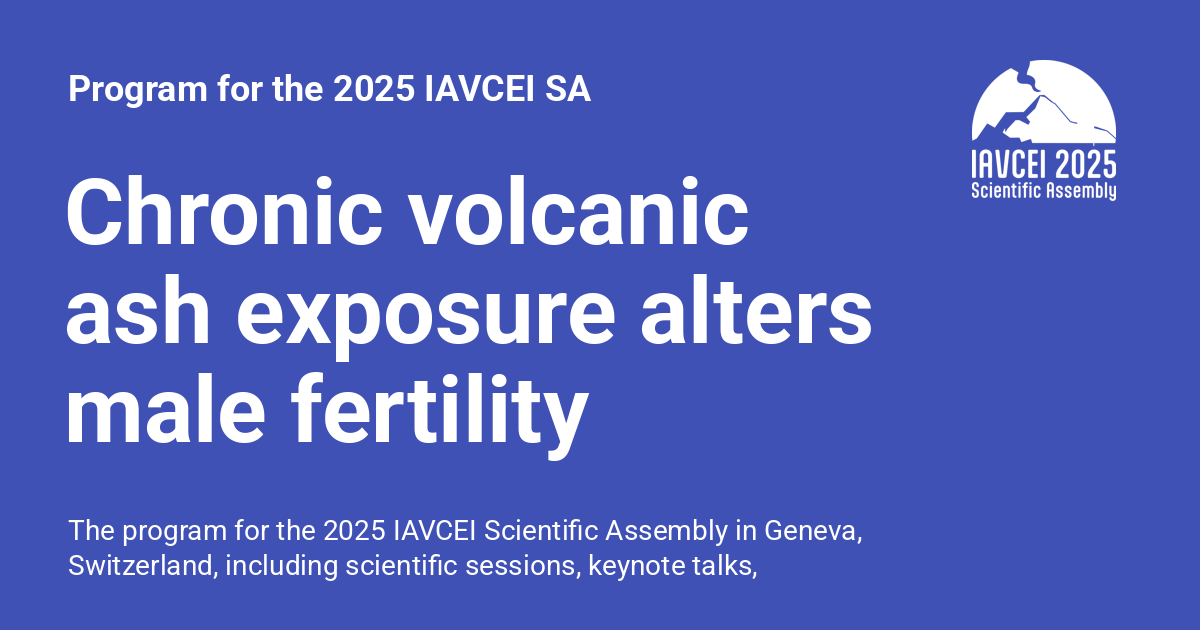 Program for the 2025 IAVCEI SA
IAVCEI 2025
Scientific Assembly
Chronic volcanic
ash exposure alters
male fertility
The program for the 2025 IAVCEI Scientific Assembly in Geneva,
Switzerland, including scientific sessions, keynote talks,